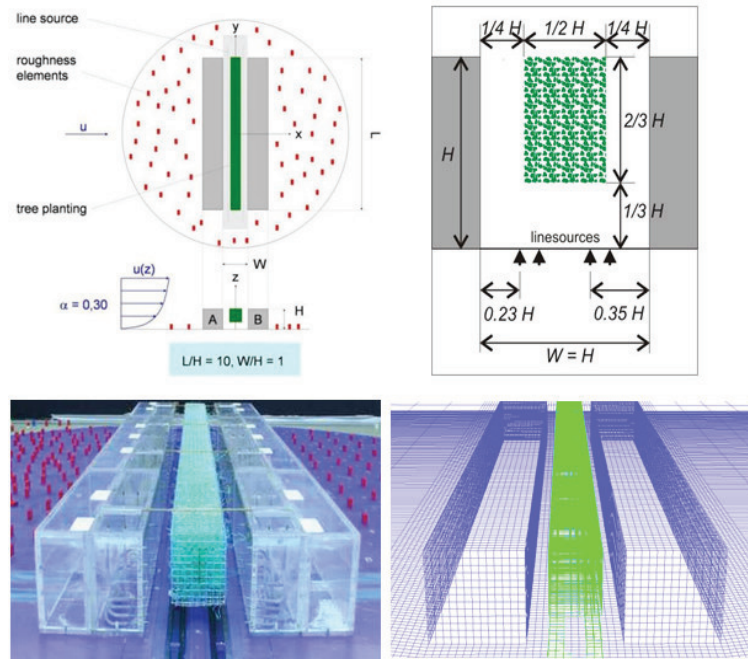 line source
y
roughness
elements
u
x
L
tree planting
W
z
u(z)
α = 0,30
H
A
B
L/H = 10, W/H = 1
1/4 H
1/2 H
1/4 H
H
2/3 H
1/3 H
linesources
0.23 H
0.35 H
W = H